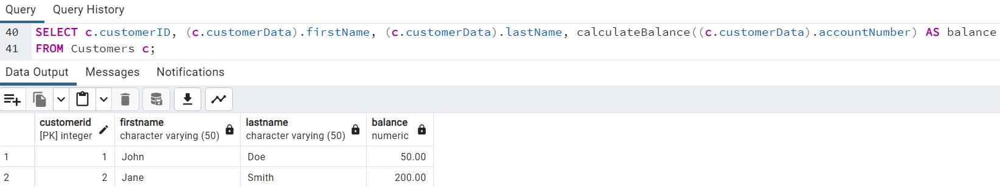 Query Query History
40 SELECT c.customerID, (c.customerData).firstName, (c.customerData).lastName, calculateBalance((c.customerData).accountNumber) AS balance
41 FROM Customers c;
Data Output Messages Notifications
customerid firstname lastname balance
[PK] integer character varying (50) character varying (50) numeric
1 1 John Doe 50.00
2 2 Jane Smith 200.00